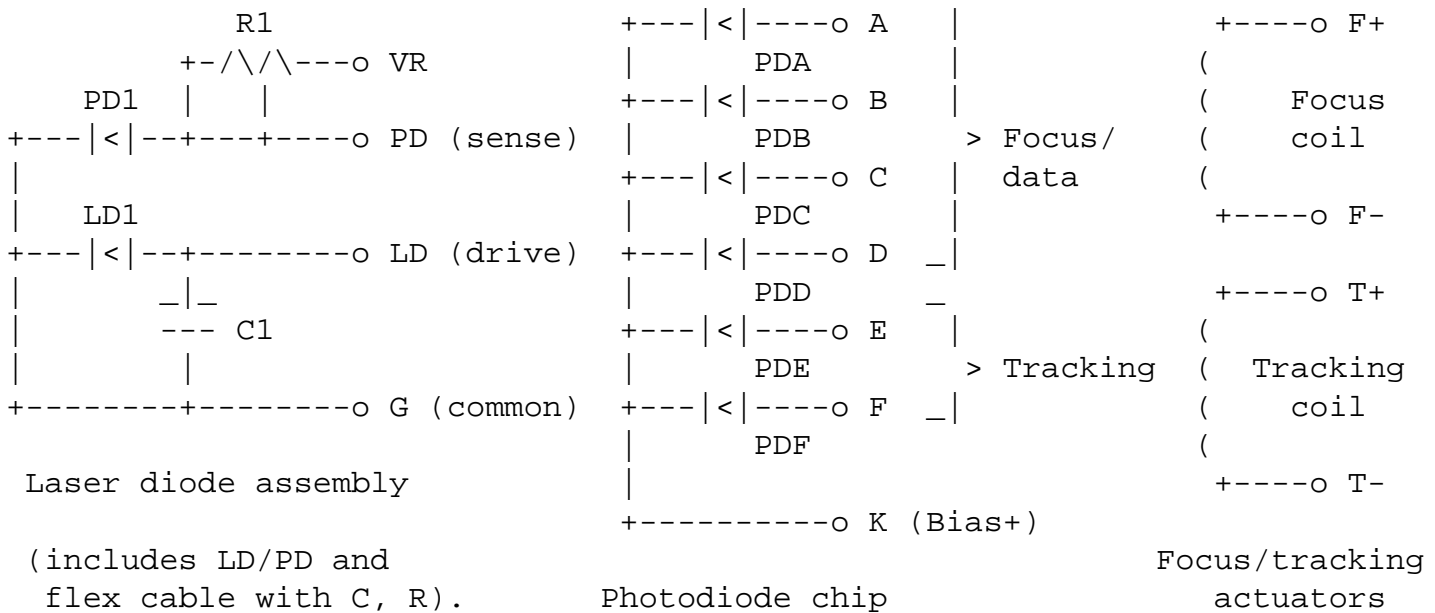 +---|<|----o A | +----o F+
R1
+-/\/\---o VR | PDA | (
PD1 | | +---|<|----o B | ( Focus
+---|<|--+---+----o PD (sense) | PDB > Focus/ ( coil
| +---|<|----o C | data (
| LD1 | PDC | +----o F-
+---|<|--+--------o LD (drive) +---|<|----o D _|
| _|_ | PDD _ +----o T+
| --- C1 +---|<|----o E | (
| | | PDE > Tracking ( Tracking
+--------+--------o G (common) +---|<|----o F _| ( coil
| PDF (
Laser diode assembly | +----o T-
+----------o K (Bias+)
(includes LD/PD and Focus/tracking
flex cable with C, R). Photodiode chip actuators